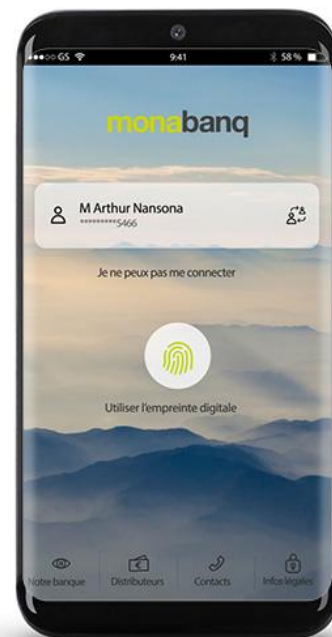 GS 9:41 58 %
monabanq
M Arthur Nansona
*********5466
Je ne peux pas me connecter
Utiliser l'empreinte digitale
Notre banque Distributeurs Contacts Infos légales